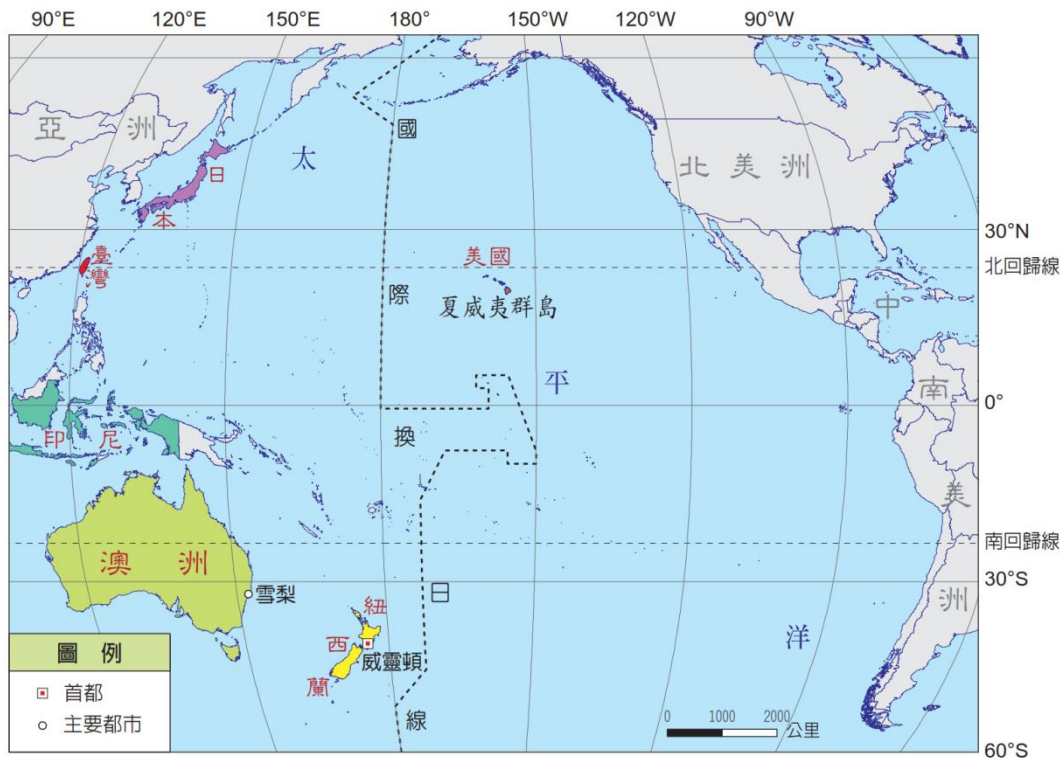 90°E 120°E 150°E 180° 150°W 120°W 90°W
亞洲
國
太
日
本
北美洲
30°N
臺
灣
美國
北回歸線
際
夏威夷群島
中
平
南
0°
印尼
換
美
澳洲
南回歸線
雪梨
日
30°S
紐
洲
西
洋
威靈頓
蘭
圖例
首都
主要都市
線
0 1000 2000 公里
60°S